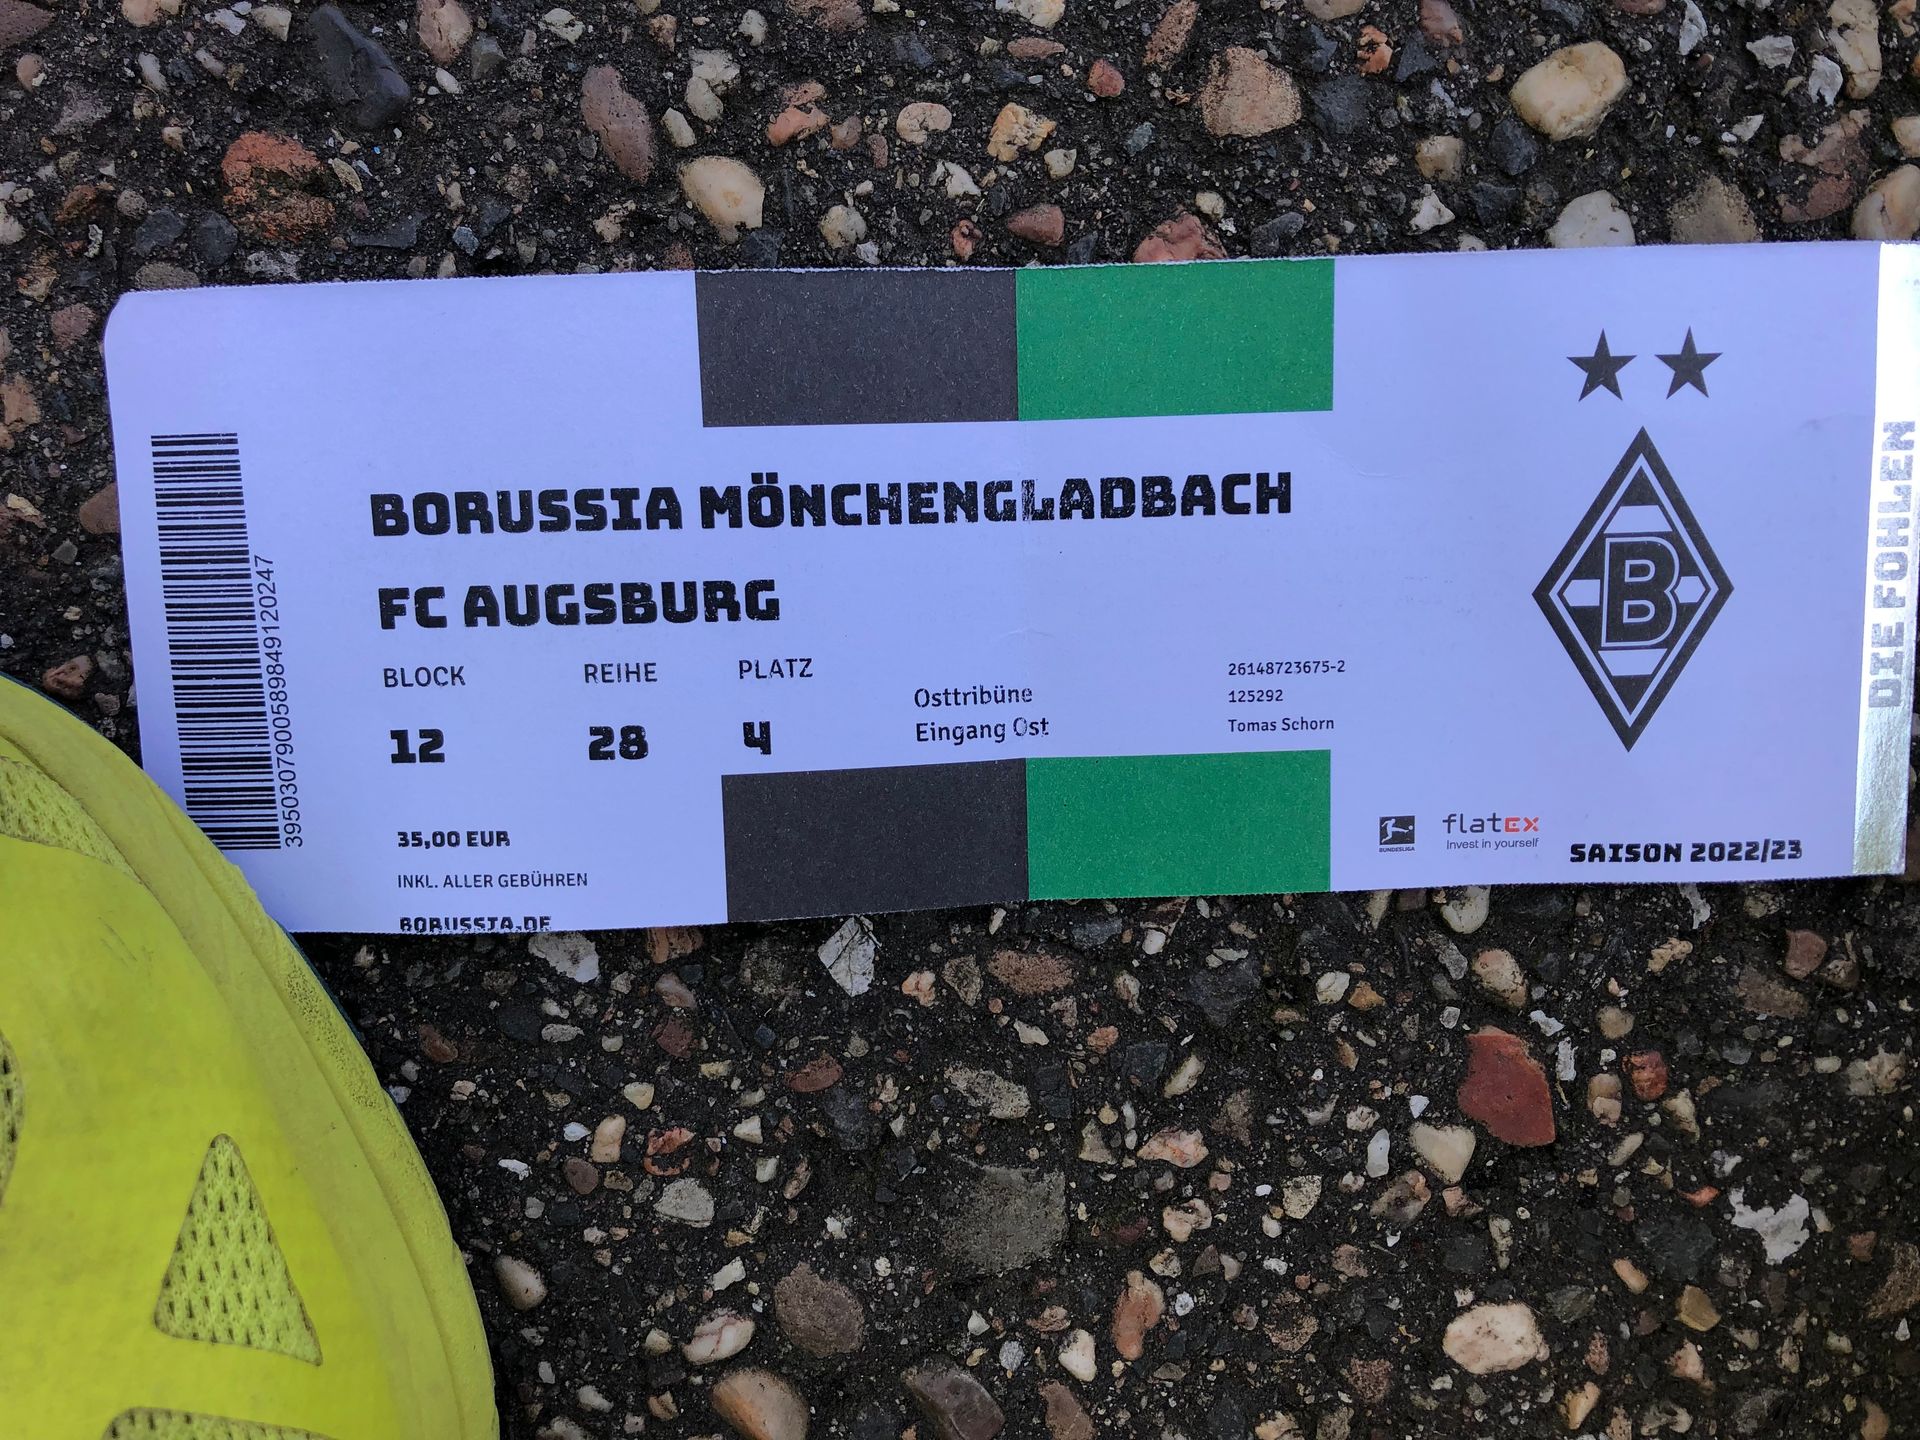 3950307900589849120247
BORUSSIA MÖNCHENGLADBACH
FC AUGSBURG
BLOCK REIHE PLATZ
12 28 4
Osttribüne
Eingang Ost
26148723675-2
125292
Tomas Schorn
35,00 EUR
INKL. ALLER GEBÜHREN
BORUSSIA.DE
B
BUNDESLIGA
flatex
Invest in yourself
SAISON 2022/23
DIE FOHLEN